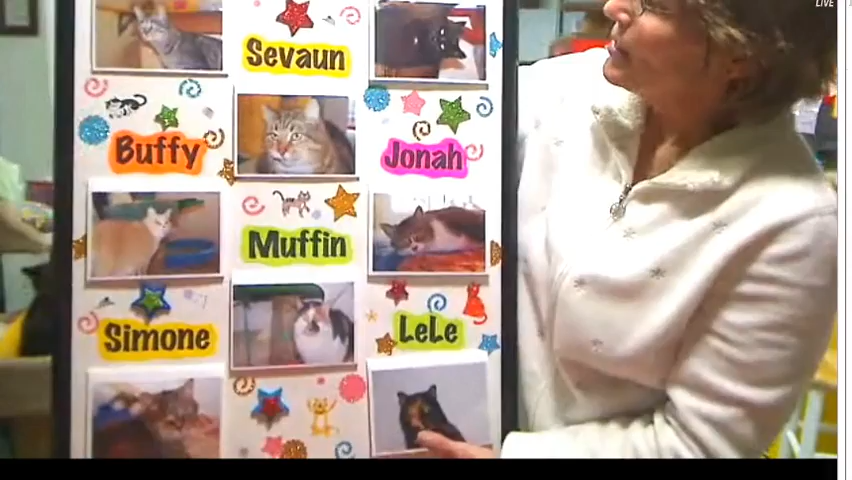 LIVE
SEVAUN
BUFFY
JONAH
MUFFIN
SIMONE
LELE